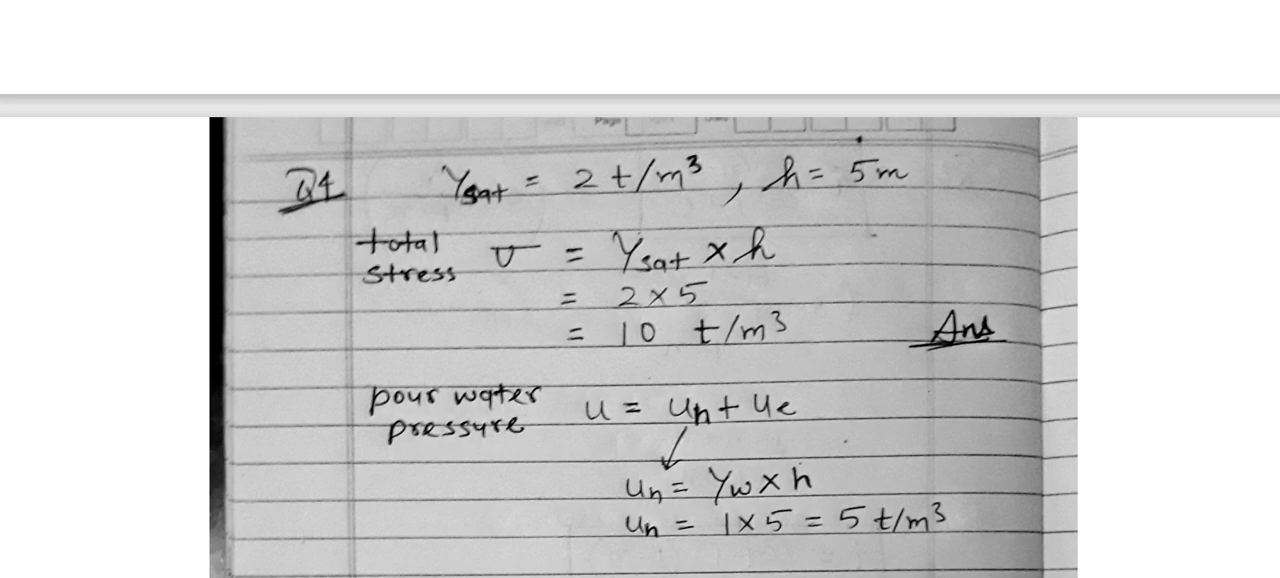 Q4 γsat = 2 t/m³ , h = 5m
total stress σ = γsat × h
= 2 × 5
= 10 t/m³ Ans
pour water pressure u = uh + ue
uh = γw × h
uh = 1 × 5 = 5 t/m³